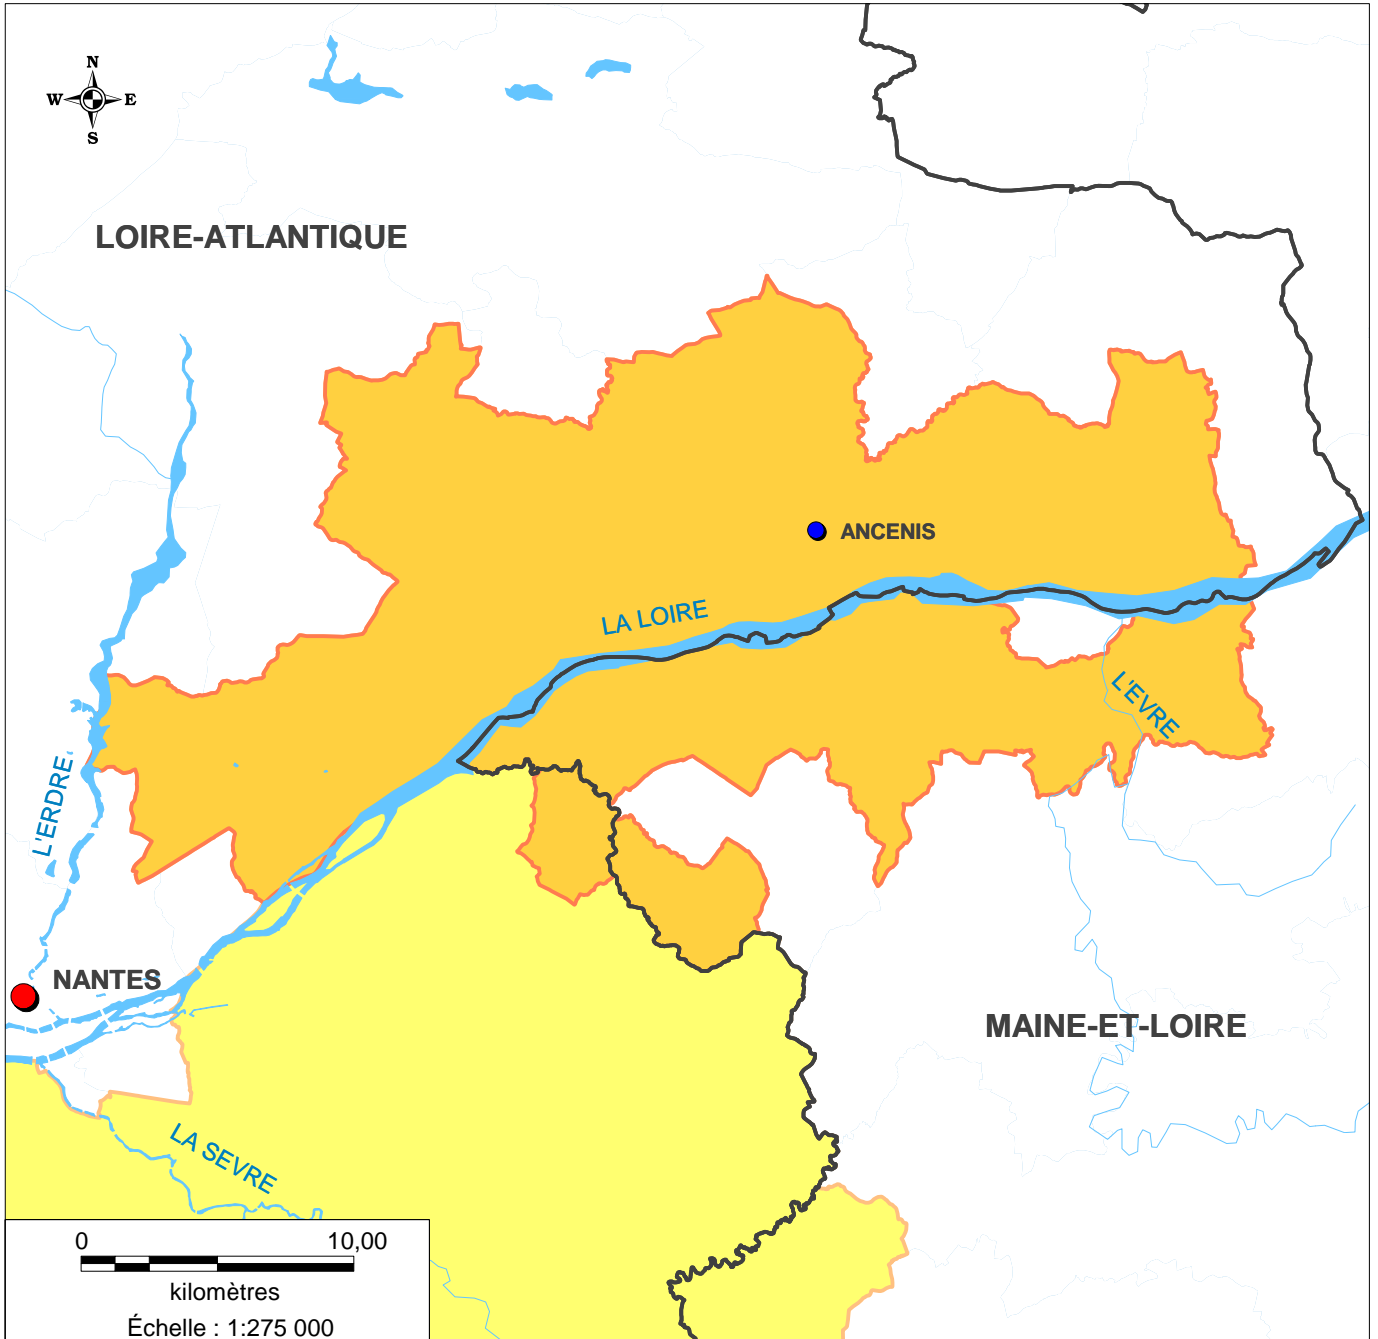 N
W E
S
LOIRE-ATLANTIQUE
ANCENIS
LA LOIRE
L'EVRE
L'ERDRE
NANTES
MAINE-ET-LOIRE
LA SEVRE
0 10,00
kilomètres
Échelle : 1:275 000